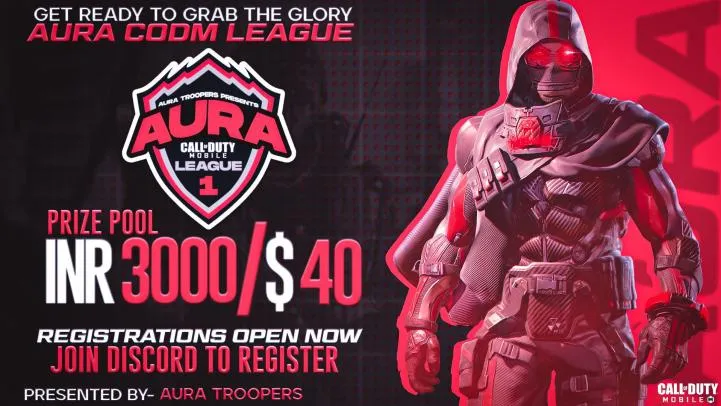 GET READY TO GRAB THE GLORY
AURA CODM LEAGUE
AURA TROOPERS PRESENTS
AURA
CALL OF DUTY
MOBILE
LEAGUE
1
PRIZE POOL
INR 3000/$ 40
REGISTRATIONS OPEN NOW
JOIN DISCORD TO REGISTER
PRESENTED BY- AURA TROOPERS
AURA
CALL OF DUTY
MOBILE